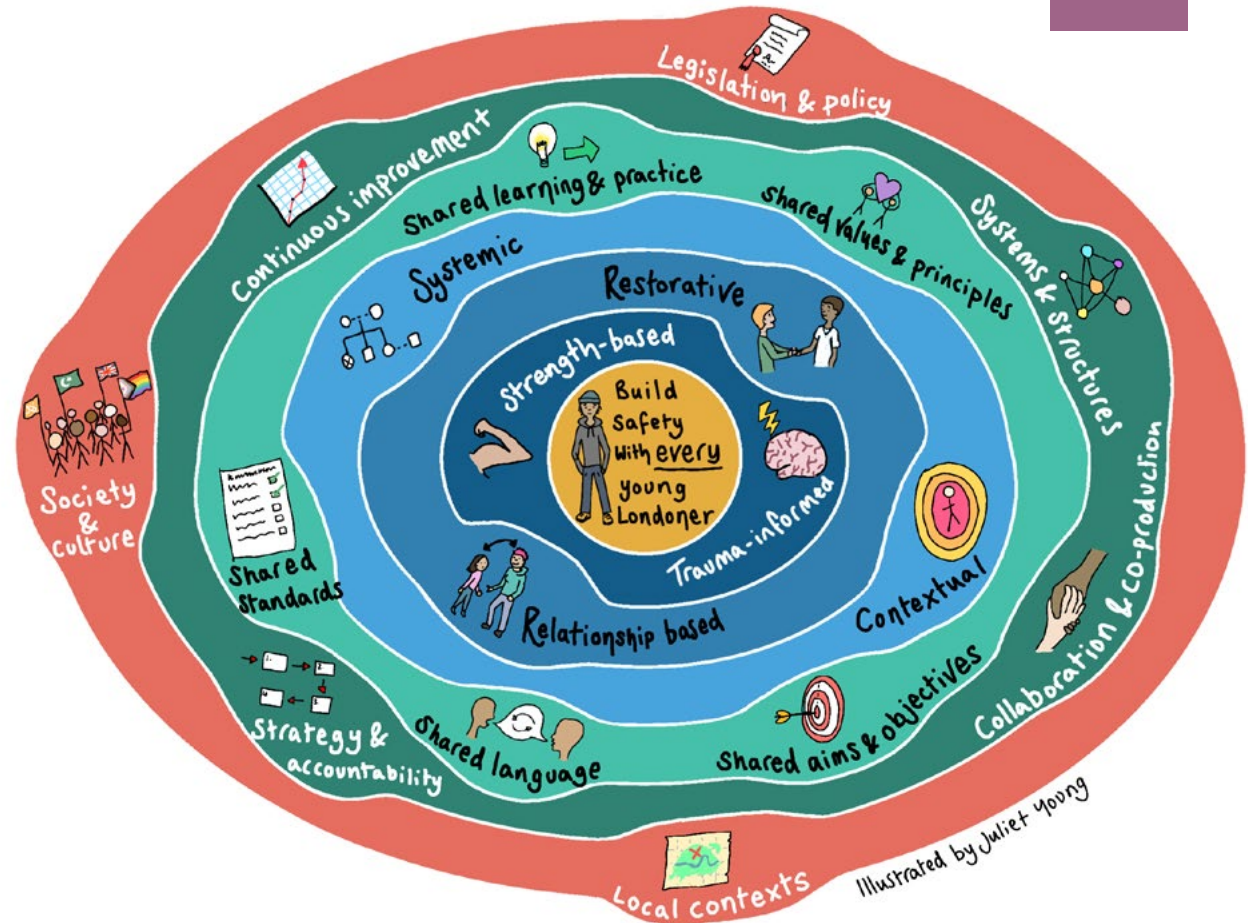 Legislation & policy
Continuous improvement
Shared learning & practice
Shared values & principles
Systems & Structures
Systemic
Restorative
Strength-based
Build
Safety
With every
young
Londoner
Trauma-informed
Society
&
culture
Shared
Standards
Relationship based
Contextual
Collaboration & co-production
Strategy &
accountability
Shared language
Shared aims & objectives
Local contexts
Illustrated by Juliet Young